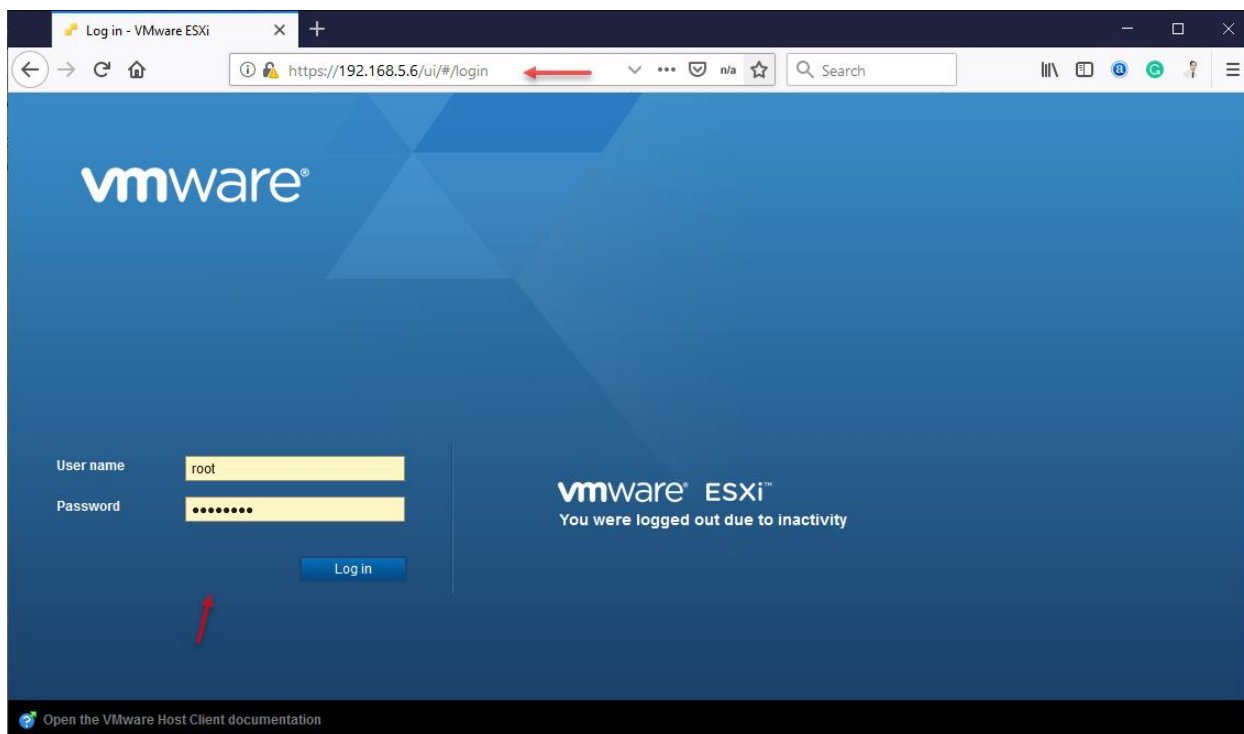 Log in - VMware ESXi
https://192.168.5.6/ui/#/login
n/a
Search
vmware®
User name
root
Password
Log in
vmware® ESXi™
You were logged out due to inactivity
Open the VMware Host Client documentation